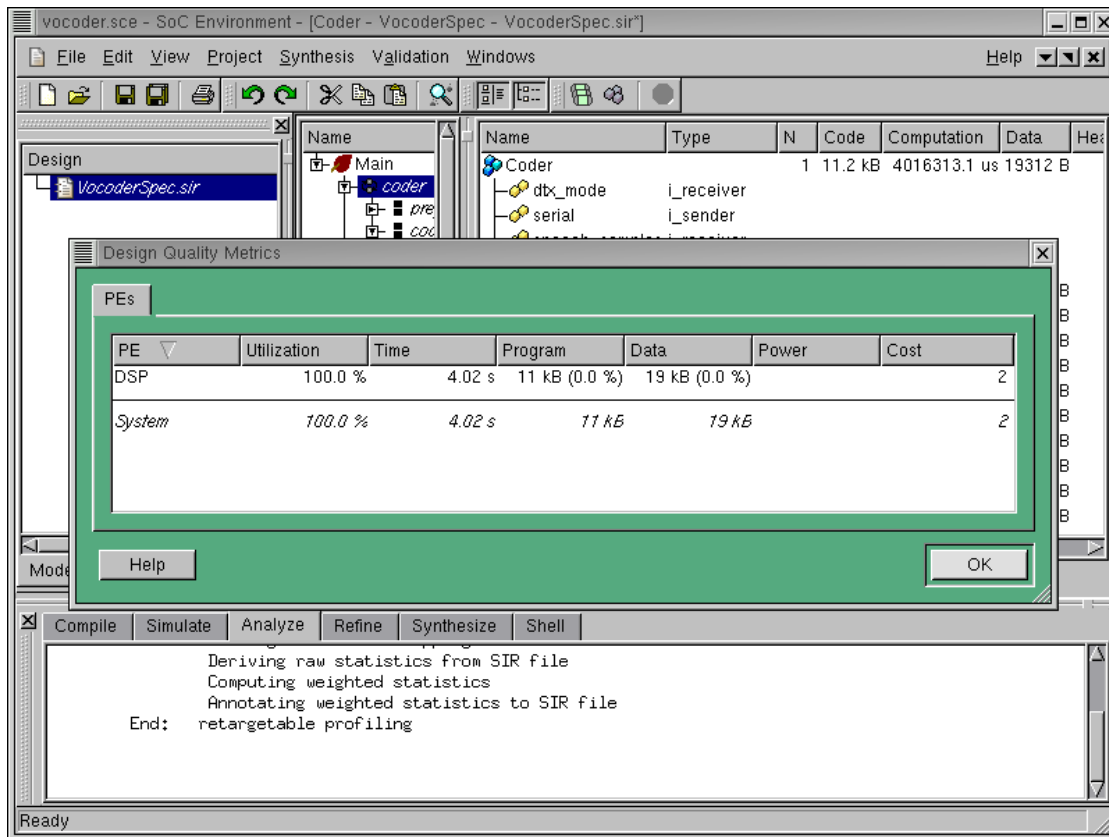 vocoder.sce - SoC Environment - [Coder - VocoderSpec - VocoderSpec.sir*]
File Edit View Project Synthesis Validation Windows Help
Name
Name Type N Code Computation Data Hea
Design
Main
Coder 1 11.2 kB 4016313.1 us 19312 B
VocoderSpec.sir
coder
dtx_mode i_receiver
pre
serial i_sender
coc
Design Quality Metrics
PEs
PE Utilization Time Program Data Power Cost
DSP 100.0 % 4.02 s 11 kB (0.0 %) 19 kB (0.0 %) 2
System 100.0 % 4.02 s 11 kB 19 kB 2
B
B
B
B
B
B
B
B
B
B
Help OK
Mode
Compile Simulate Analyze Refine Synthesize Shell
Deriving raw statistics from SIR file
Computing weighted statistics
Annotating weighted statistics to SIR file
End: retargetable profiling
Ready